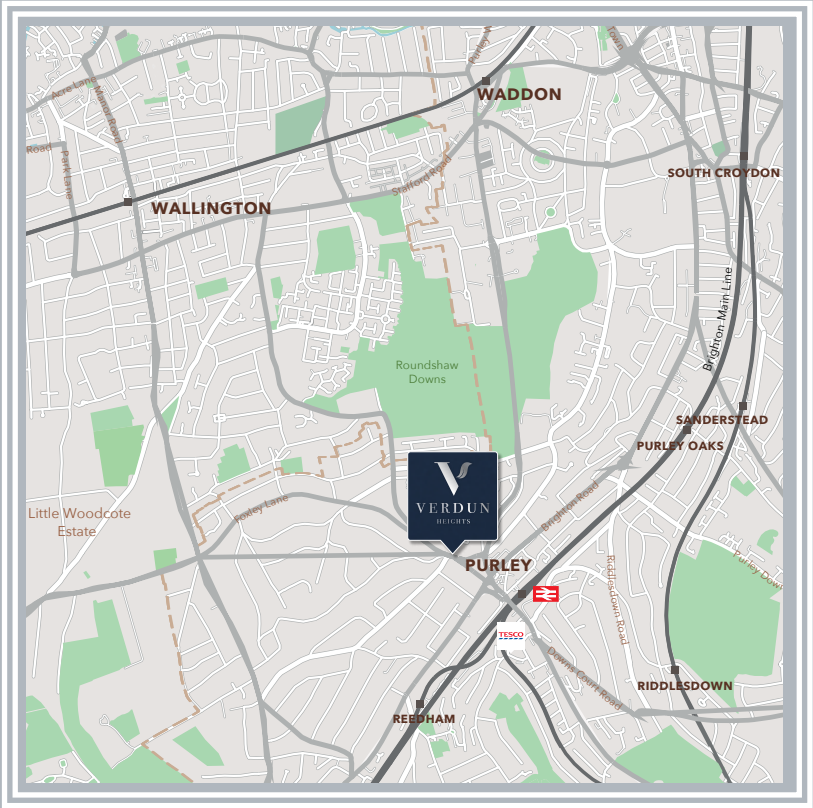 Purley W
Town
Acre Lane
Manor Road
WADDON
Road
Park Lane
Stafford Road
SOUTH CROYDON
WALLINGTON
Brighton Main Line
Roundshaw
Downs
SANDERSTEAD
PURLEY OAKS
VERDUN
HEIGHTS
Little Woodcote
Estate
Foxley Lane
Brighton Road
PURLEY
Riddlesdown Road
Purley Down
TESCO
Downs Court Road
RIDDLESDOWN
REEDHAM